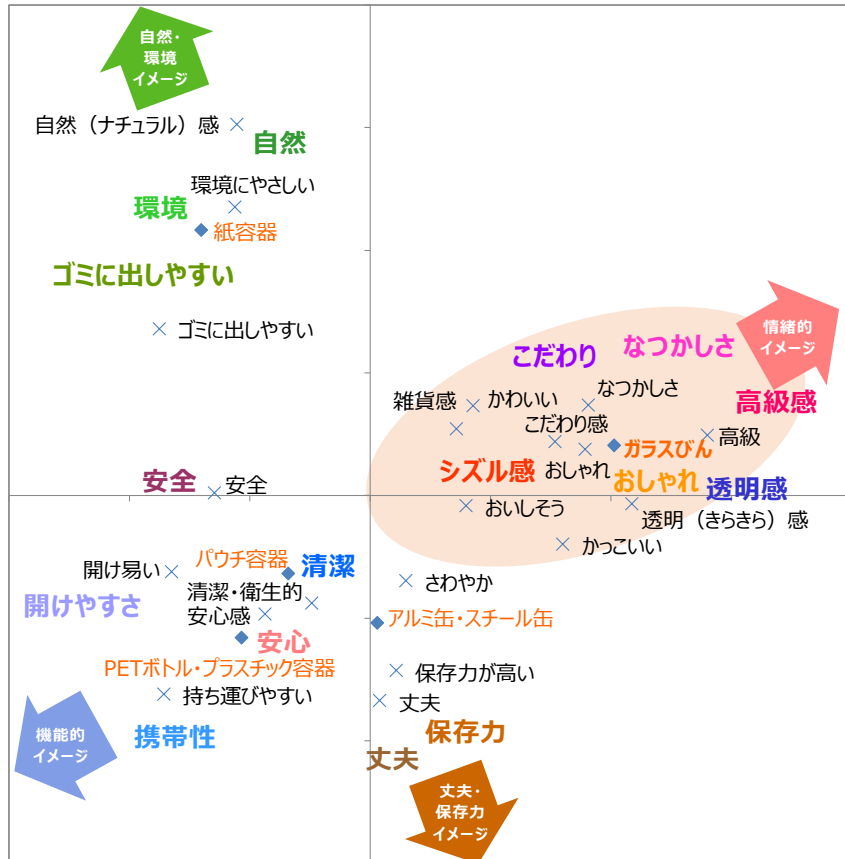 自然・
環境
イメージ
自然（ナチュラル）感
自然
環境にやさしい
環境
紙容器
ゴミに出しやすい
ゴミに出しやすい
情緒的
イメージ
なつかしさ
こだわり
なつかしさ
高級感
雑貨感
かわいい
こだわり感
高級
ガラスびん
シズル感
おしゃれ
おしゃれ
透明感
安全
安全
おいしそう
透明（きらきら）感
かっこいい
パウチ容器
清潔
開け易い
さわやか
清潔・衛生的
開けやすさ
安心感
アルミ缶・スチール缶
安心
PETボトル・プラスチック容器
保存力が高い
持ち運びやすい
丈夫
機能的
イメージ
携帯性
保存力
丈夫
丈夫・
保存力
イメージ